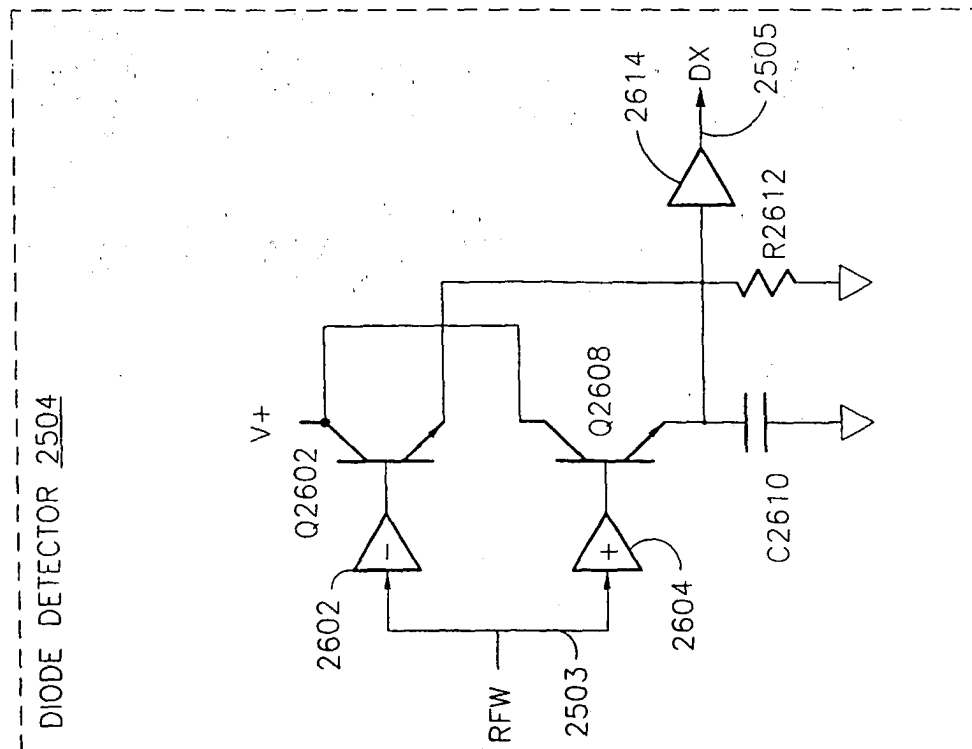 DIODE DETECTOR 2504
V+
Q2602
2602
−
RFW
2503
+
2604
Q2608
C2610
R2612
2614
DX
2505